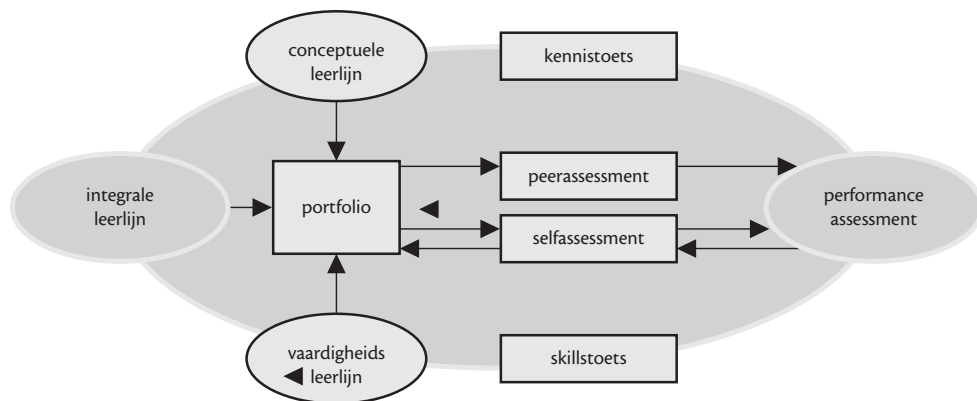 conceptuele
leerlijn
kennistoets
integrale
leerlijn
portfolio
peerassessment
selfassessment
performance
assessment
vaardigheids
leerlijn
skillstoets